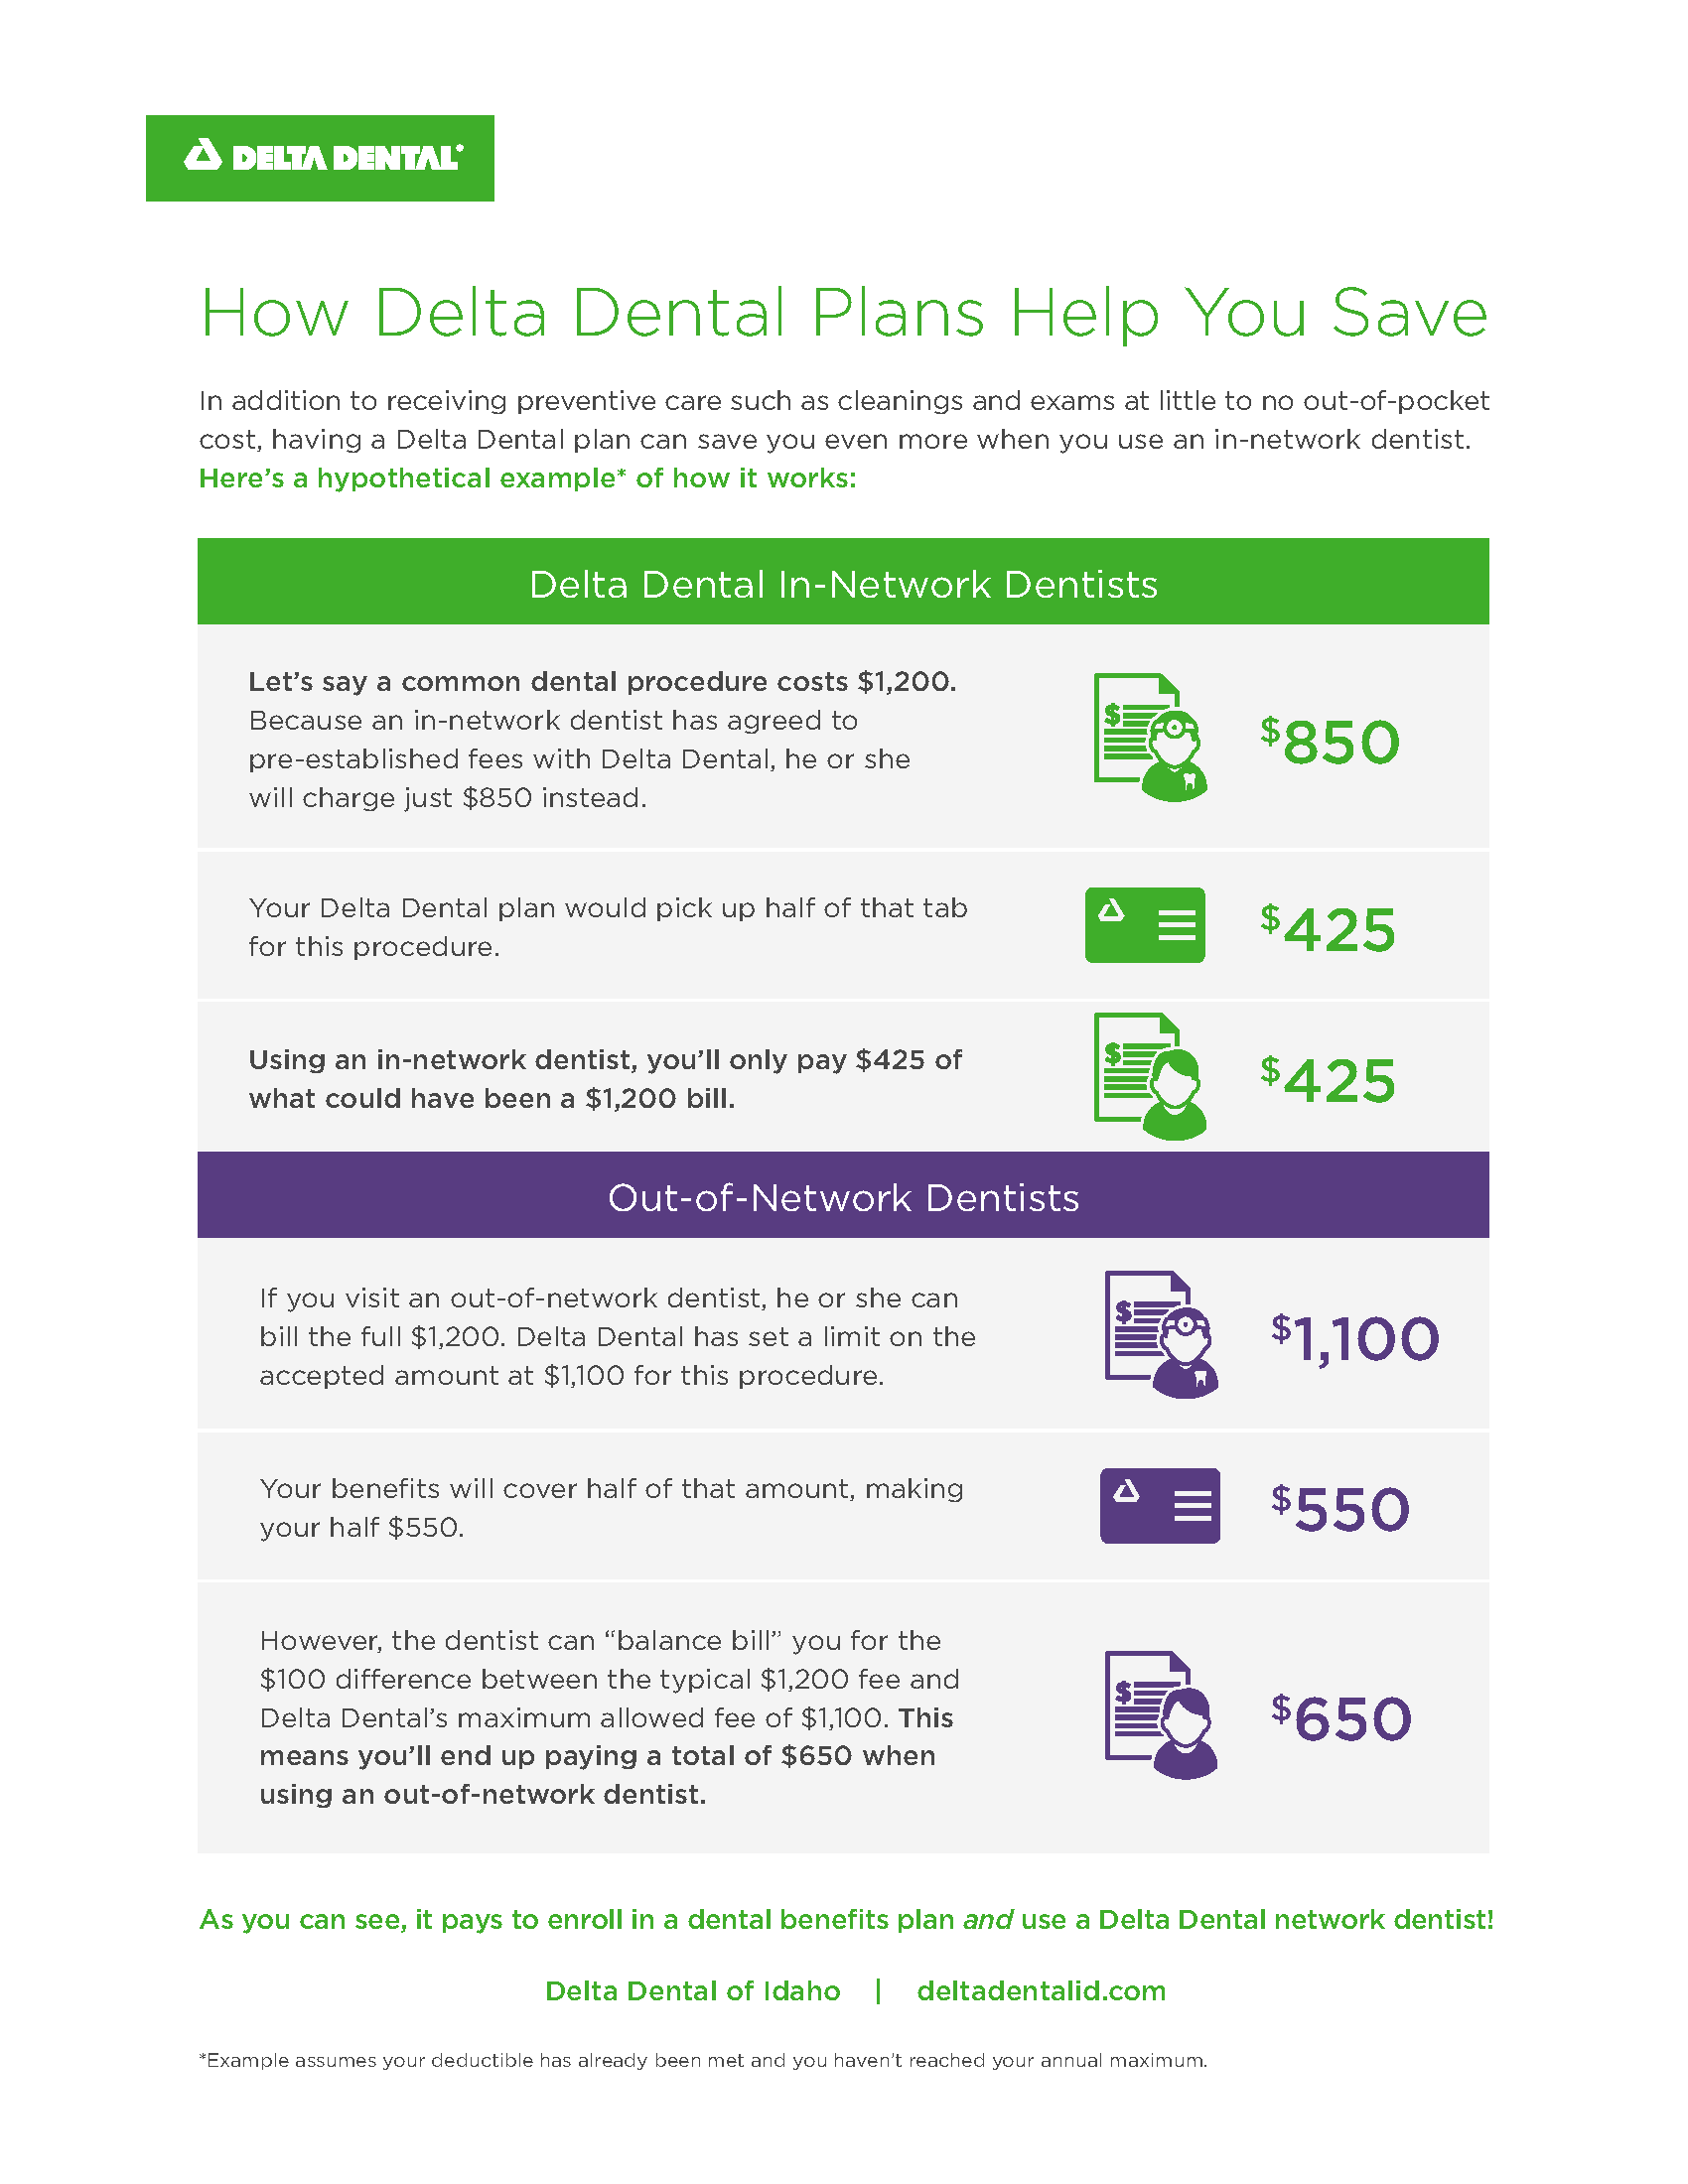 DELTA DENTAL®
How Delta Dental Plans Help You Save
In addition to receiving preventive care such as cleanings and exams at little to no out-of-pocket
cost, having a Delta Dental plan can save you even more when you use an in-network dentist.
Here’s a hypothetical example* of how it works:
Delta Dental In-Network Dentists
Let’s say a common dental procedure costs $1,200.
Because an in-network dentist has agreed to
pre-established fees with Delta Dental, he or she
will charge just $850 instead.
$
$850
Your Delta Dental plan would pick up half of that tab
for this procedure.
$425
Using an in-network dentist, you’ll only pay $425 of
what could have been a $1,200 bill.
$
$425
Out-of-Network Dentists
If you visit an out-of-network dentist, he or she can
bill the full $1,200. Delta Dental has set a limit on the
accepted amount at $1,100 for this procedure.
$
$1,100
Your benefits will cover half of that amount, making
your half $550.
$550
However, the dentist can “balance bill” you for the
$100 difference between the typical $1,200 fee and
Delta Dental’s maximum allowed fee of $1,100. This
means you’ll end up paying a total of $650 when
using an out-of-network dentist.
$
$650
As you can see, it pays to enroll in a dental benefits plan and use a Delta Dental network dentist!
Delta Dental of Idaho | deltadentalid.com
*Example assumes your deductible has already been met and you haven’t reached your annual maximum.